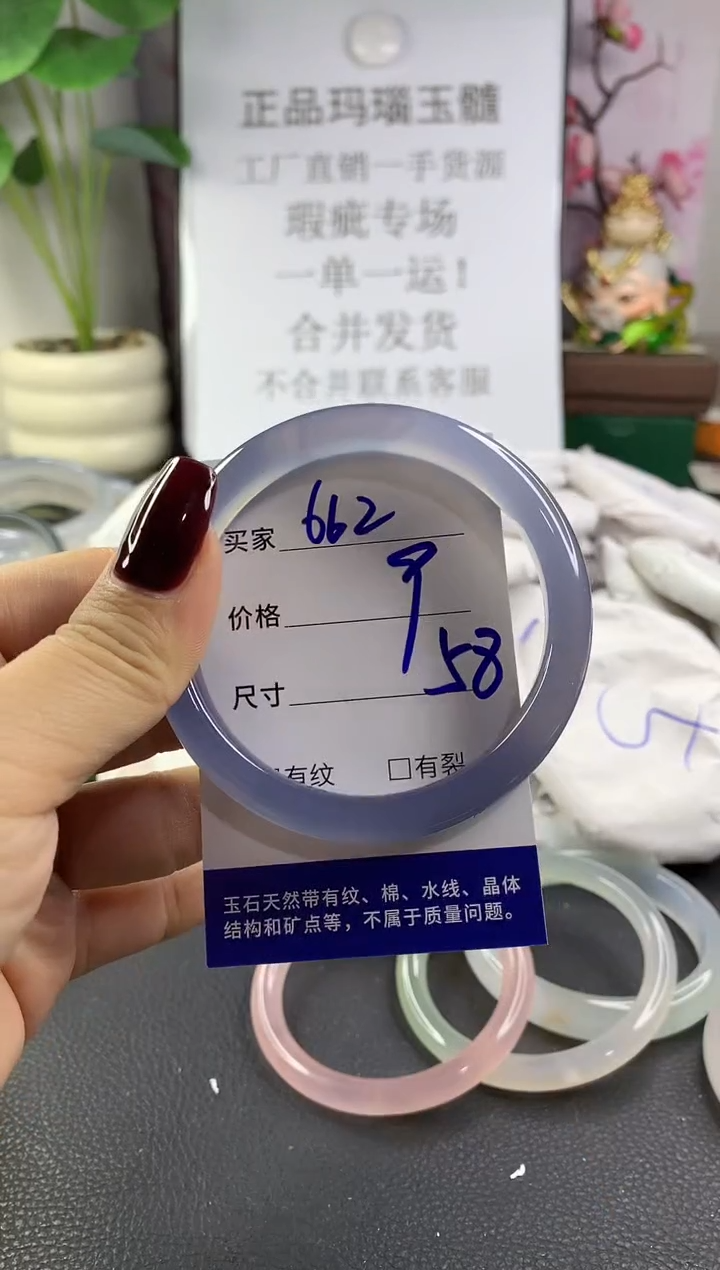 正品玛瑙玉髓
工厂直销一手货源
瑕疵专场
一单一运！
合并发货
不合并联系客服
买家 662
价格
尺寸 58
有纹 □有裂
玉石天然带有纹、棉、水线、晶体
结构和矿点等，不属于质量问题。